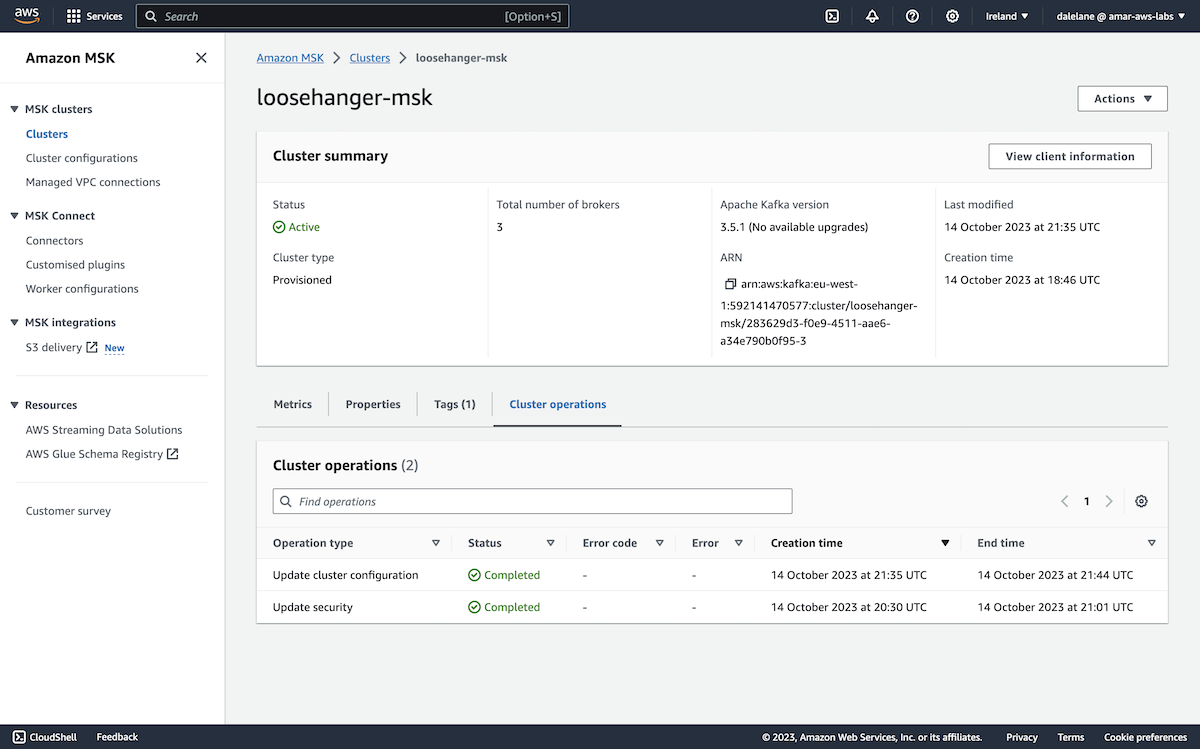 aws
Services
Search [Option+S]
Ireland ▼
dalelane @ amar-aws-labs ▼
Amazon MSK
MSK clusters
Clusters
Cluster configurations
Managed VPC connections
MSK Connect
Connectors
Customised plugins
Worker configurations
MSK integrations
S3 delivery New
Resources
AWS Streaming Data Solutions
AWS Glue Schema Registry
Customer survey
Amazon MSK > Clusters > loosehanger-msk
loosehanger-msk
Actions ▼
Cluster summary
View client information
Status
Active
Cluster type
Provisioned
Total number of brokers
3
Apache Kafka version
3.5.1 (No available upgrades)
ARN
arn:aws:kafka:eu-west-
1:592141470577:cluster/loosehanger-
msk/283629d3-f0e9-4511-aae6-
a34e790b0f95-3
Last modified
14 October 2023 at 21:35 UTC
Creation time
14 October 2023 at 18:46 UTC
Metrics Properties Tags (1) Cluster operations
Cluster operations (2)
Find operations
1
Operation type Status Error code Error Creation time End time
Update cluster configuration Completed - - 14 October 2023 at 21:35 UTC 14 October 2023 at 21:44 UTC
Update security Completed - - 14 October 2023 at 20:30 UTC 14 October 2023 at 21:01 UTC
CloudShell Feedback © 2023, Amazon Web Services, Inc. or its affiliates. Privacy Terms Cookie preferences